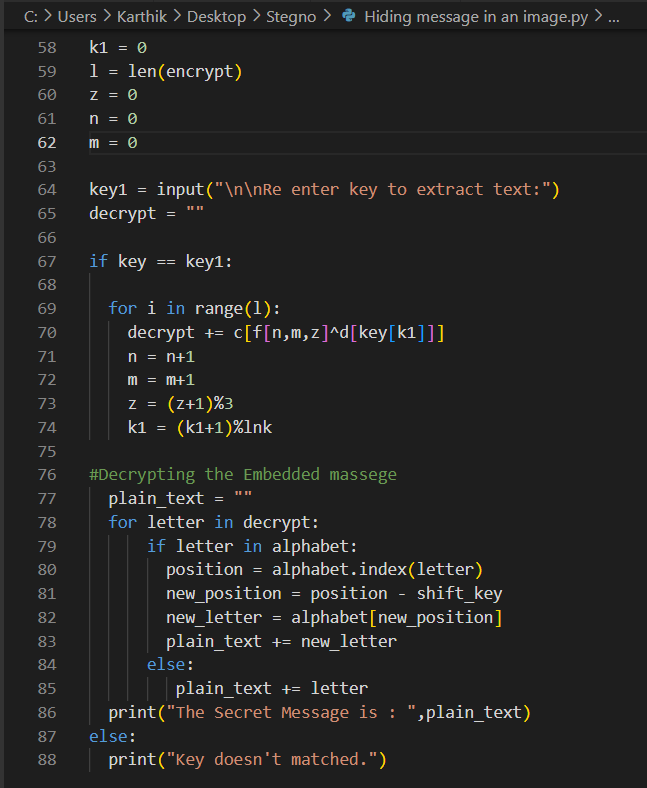 C: > Users > Karthik > Desktop > Stegno > Hiding message in an image.py > ...
58 k1 = 0
59 l = len(encrypt)
60 z = 0
61 n = 0
62 m = 0
63
64 key1 = input("\n\nRe enter key to extract text:")
65 decrypt = ""
66
67 if key == key1:
68
69   for i in range(l):
70     decrypt += c[f[n,m,z]^d[key[k1]]]
71     n = n+1
72     m = m+1
73     z = (z+1)%3
74     k1 = (k1+1)%lnk
75
76 #Decrypting the Embedded massege
77   plain_text = ""
78   for letter in decrypt:
79       if letter in alphabet:
80         position = alphabet.index(letter)
81         new_position = position - shift_key
82         new_letter = alphabet[new_position]
83         plain_text += new_letter
84       else:
85          plain_text += letter
86   print("The Secret Message is : ",plain_text)
87 else:
88   print("Key doesn't matched.")